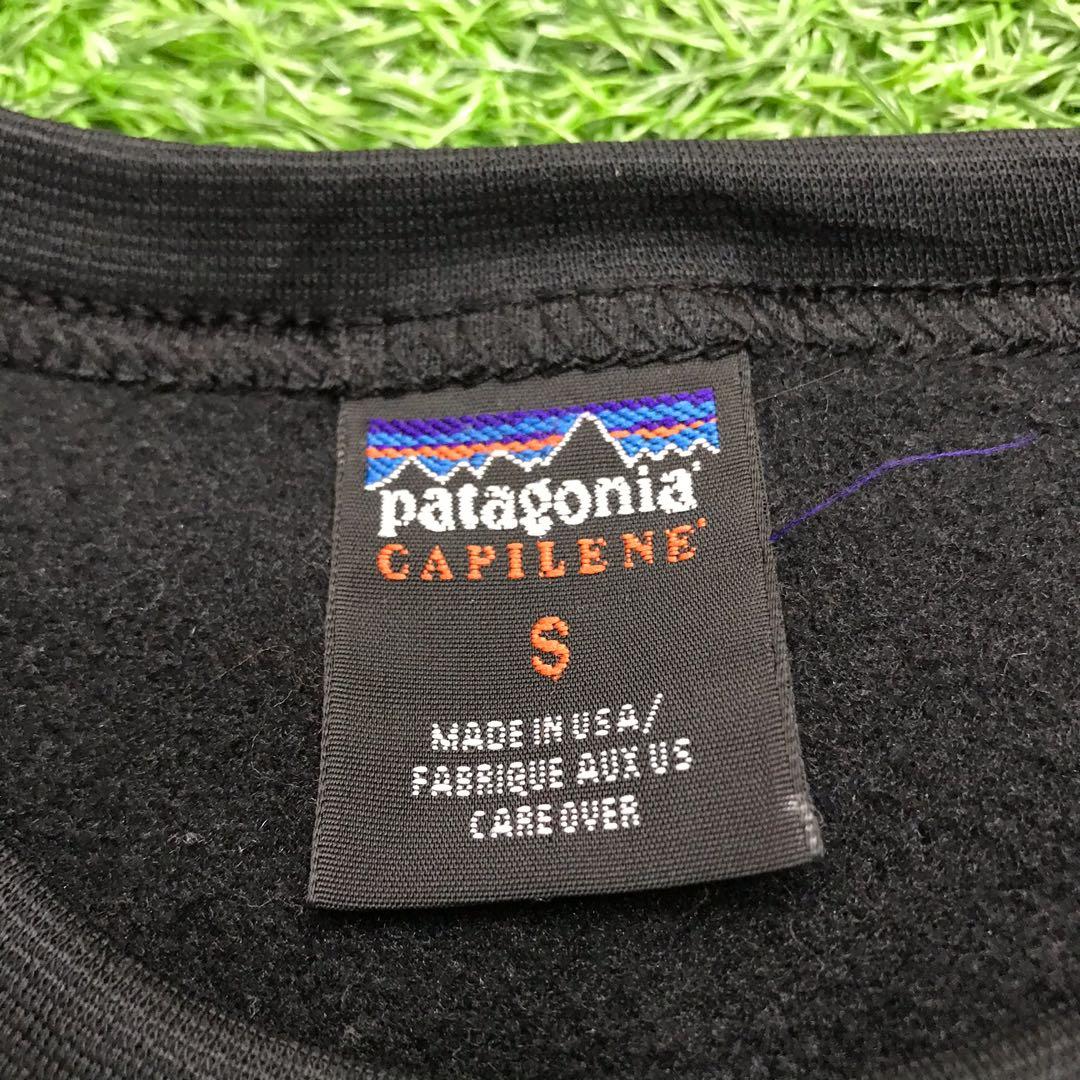 patagonia
CAPILENE
S
MADE IN USA/
FABRIQUE AUX US
CARE OVER